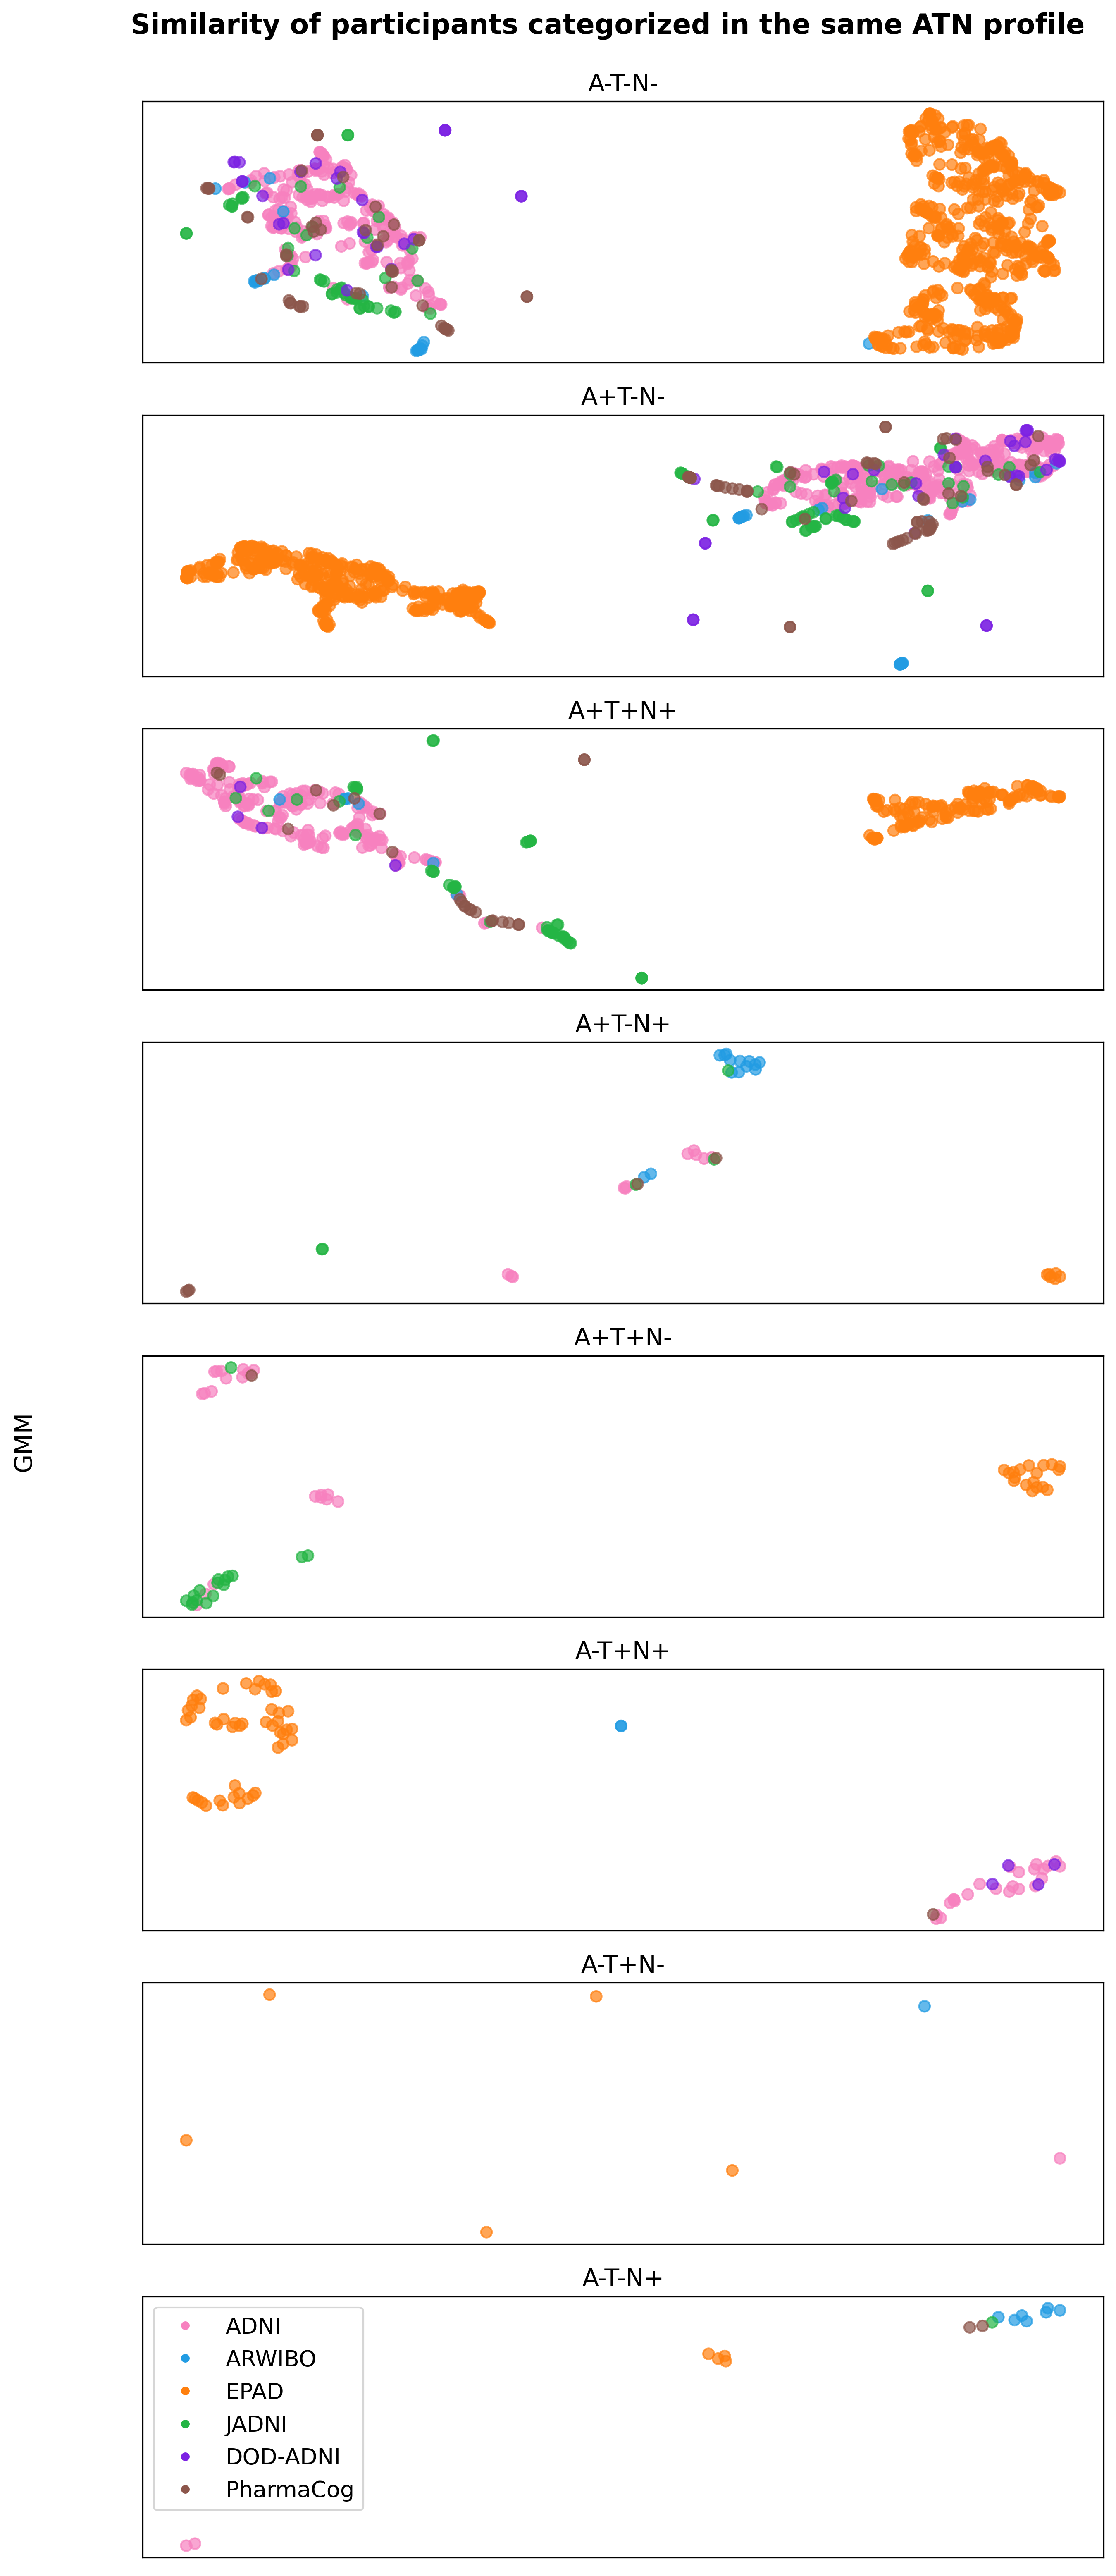 Similarity of participants categorized in the same ATN profile
A-T-N-
A+T-N-
A+T+N+
A+T-N+
A+T+N-
GMM
A-T+N+
A-T+N-
A-T-N+
ADNI
ARWIBO
EPAD
JADNI
DOD-ADNI
PharmaCog